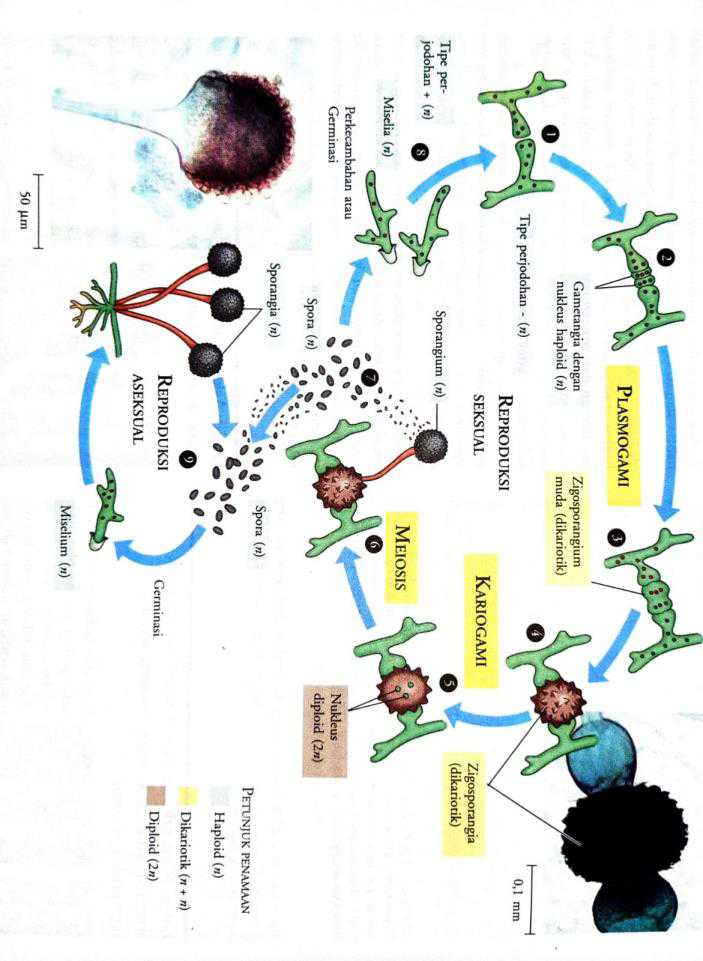 Tipe per-
jodohan + (n)
Miselia (n)
8
Perkecambahan atau
Germinasi
1
Tipe perjodohan - (n)
2
Gametangia dengan
nukleus haploid (n)
PLASMOGAMI
3
Zigosporangium
muda (dikariotik)
4
Zigosporangia
(dikariotik)
0,1 mm
KARIOGAMI
5
Nukleus
diploid (2n)
MEIOSIS
6
REPRODUKSI
SEKSUAL
Sporangium (n)
7
Spora (n)
Sporangia (n)
50 µm
REPRODUKSI
ASEKSUAL
9
Spora (n)
Germinasi
Miselium (n)
PETUNJUK PENAMAAN
Haploid (n)
Dikariotik (n + n)
Diploid (2n)